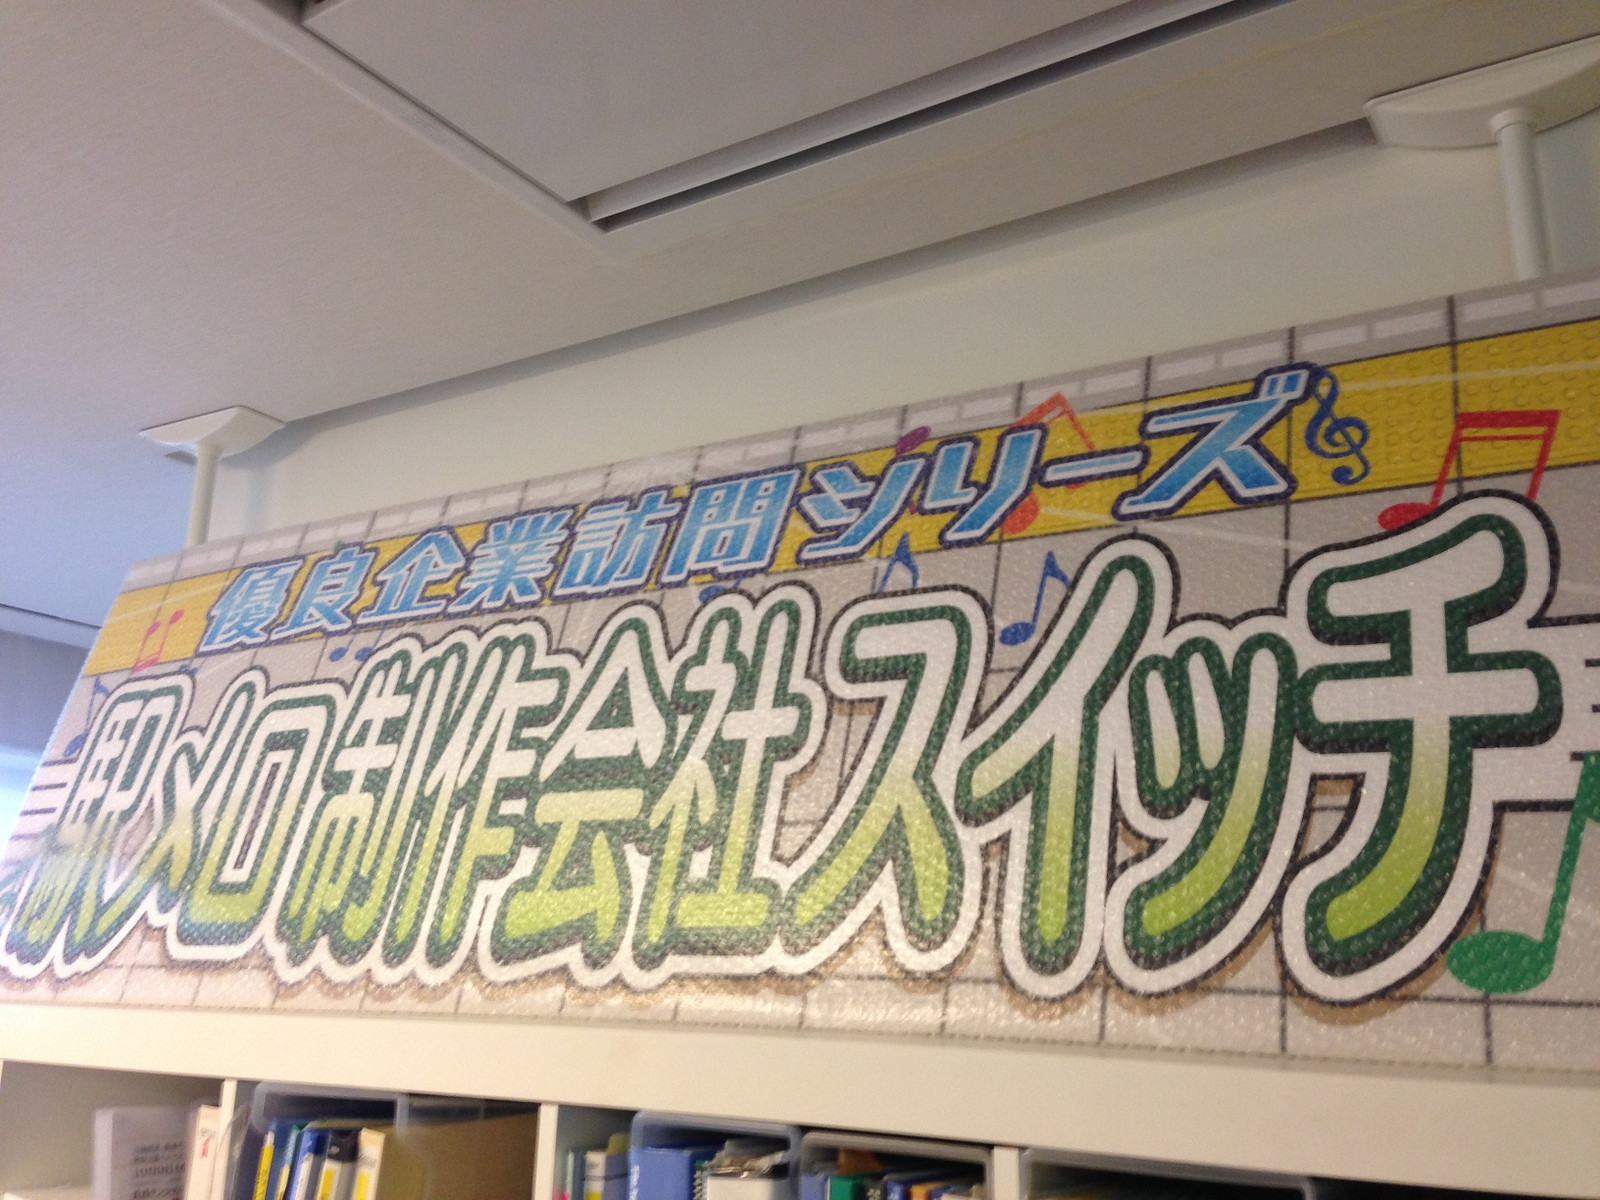 優良企業訪問シリーズ
駅メロ制作会社スイッチ